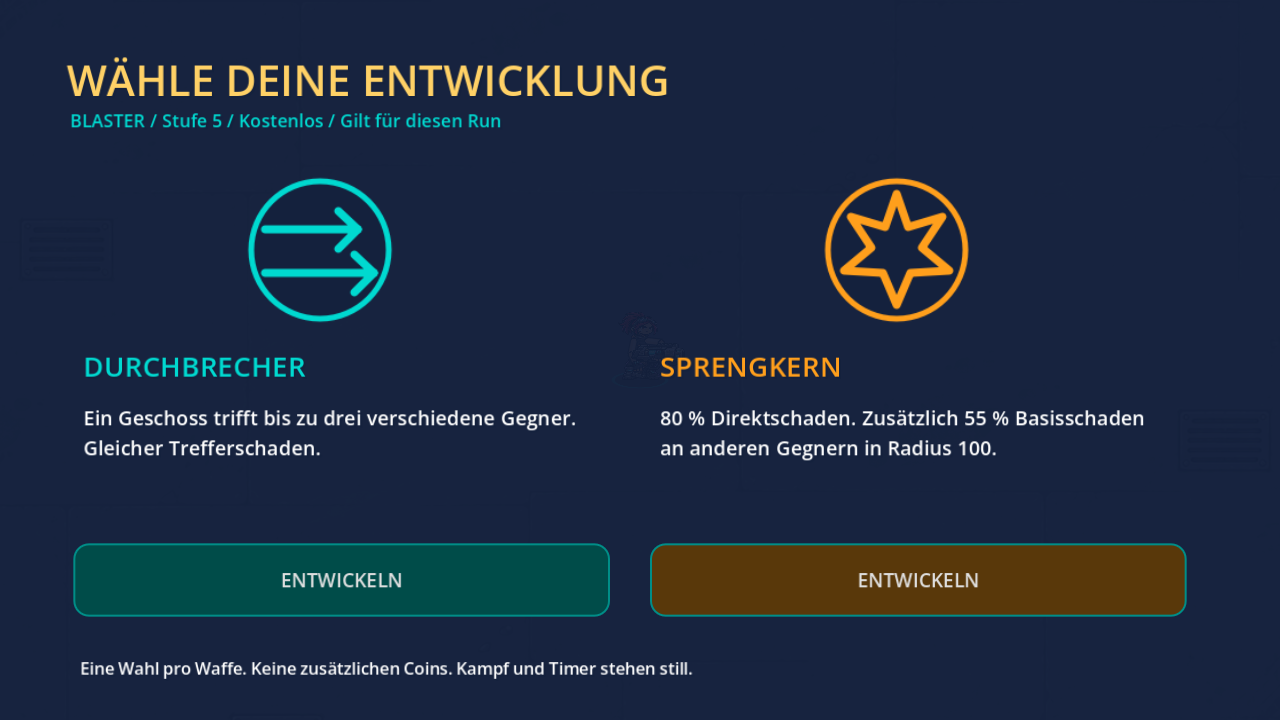 WÄHLE DEINE ENTWICKLUNG
BLASTER / Stufe 5 / Kostenlos / Gilt für diesen Run
DURCHBRECHER
Ein Geschoss trifft bis zu drei verschiedene Gegner.
Gleicher Trefferschaden.
ENTWICKELN
SPRENGKERN
80 % Direktschaden. Zusätzlich 55 % Basisschaden
an anderen Gegnern in Radius 100.
ENTWICKELN
Eine Wahl pro Waffe. Keine zusätzlichen Coins. Kampf und Timer stehen still.